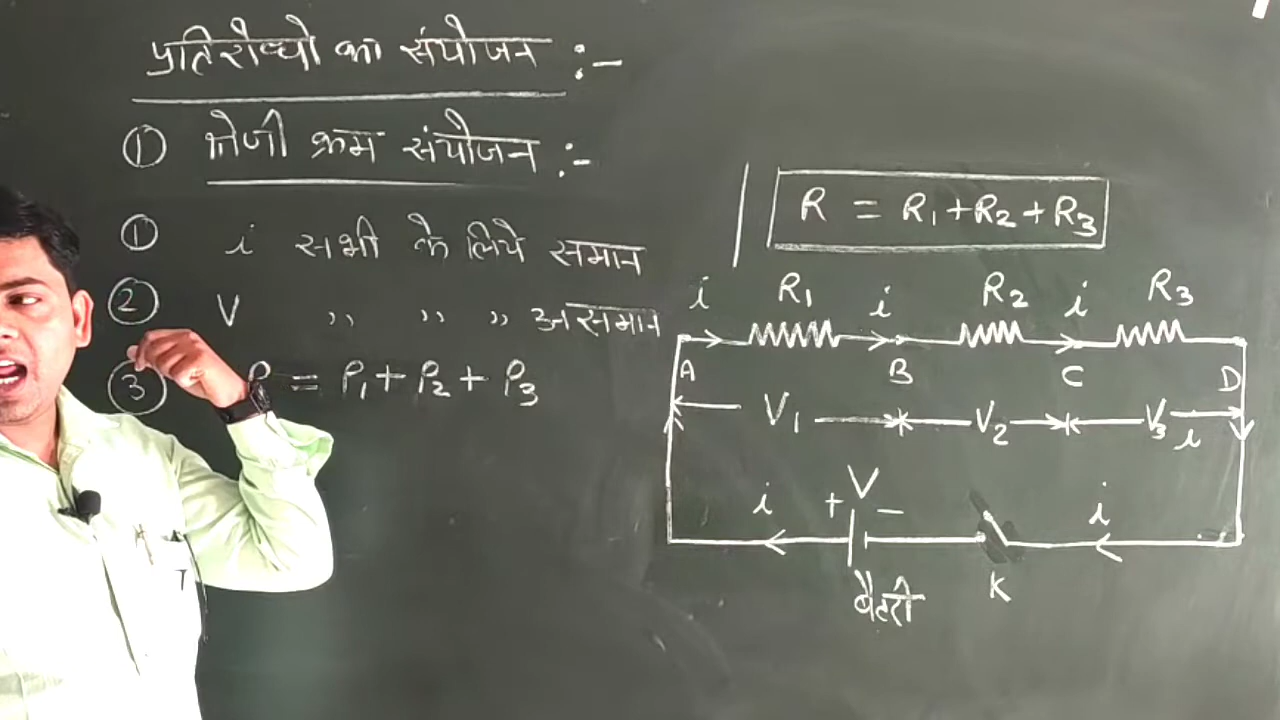 प्रतिरोधो का संयोजन :-
① श्रेणी क्रम संयोजन :-
① i सभी के लिये समान
② V ,, ,, ,, असमान
③ P = P₁ + P₂ + P₃
R = R₁ + R₂ + R₃
i R₁ i R₂ i R₃
A B C D
V₁ V₂ V₃ i
i + V − i
बैटरी K